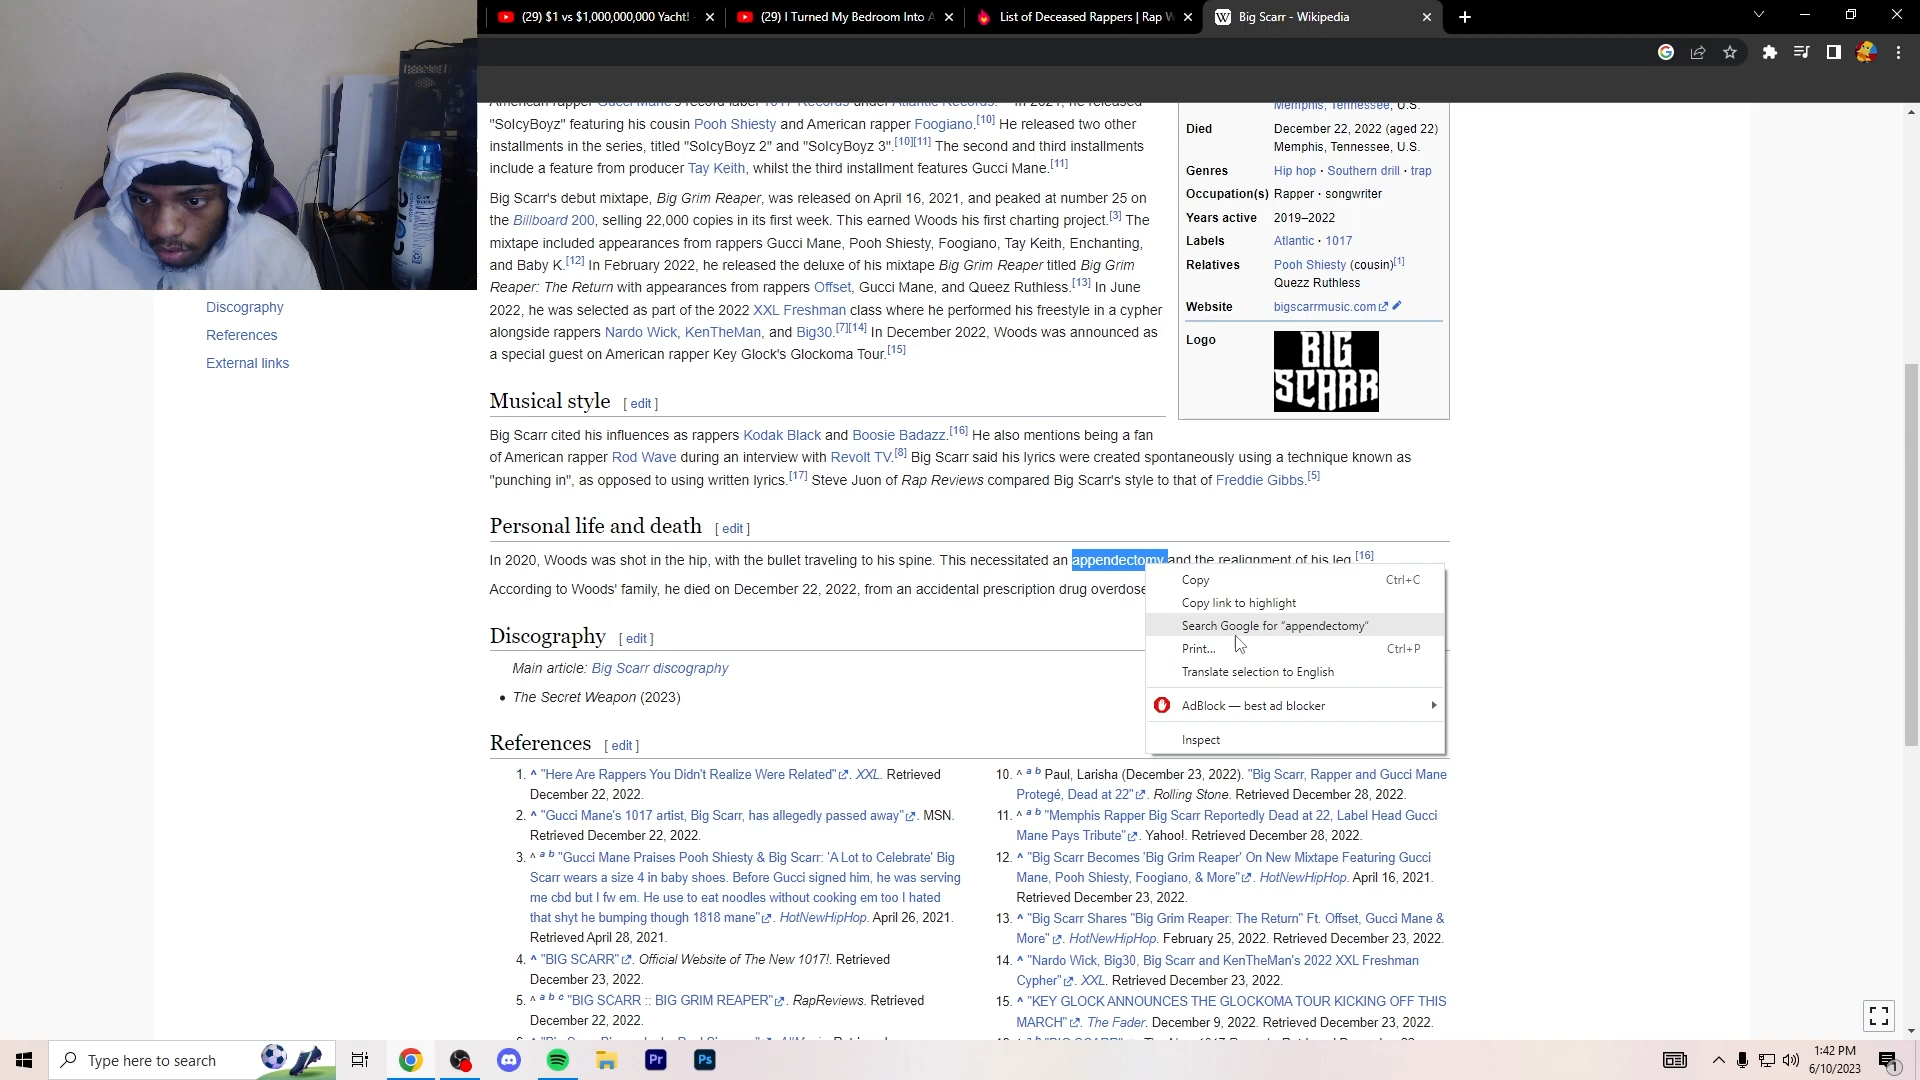 (29) $1 vs $1,000,000,000 Yacht! -
(29) I Turned My Bedroom Into A
List of Deceased Rappers | Rap W
Big Scarr - Wikipedia
American rapper Gucci Mane's record label 1017 Records under Atlantic Records. In 2021, he released
"SoIcyBoyz" featuring his cousin Pooh Shiesty and American rapper Foogiano.[10] He released two other
installments in the series, titled "SoIcyBoyz 2" and "SoIcyBoyz 3".[10][11] The second and third installments
include a feature from producer Tay Keith, whilst the third installment features Gucci Mane.[11]
Big Scarr's debut mixtape, Big Grim Reaper, was released on April 16, 2021, and peaked at number 25 on
the Billboard 200, selling 22,000 copies in its first week. This earned Woods his first charting project.[3] The
mixtape included appearances from rappers Gucci Mane, Pooh Shiesty, Foogiano, Tay Keith, Enchanting,
and Baby K.[12] In February 2022, he released the deluxe of his mixtape Big Grim Reaper titled Big Grim
Reaper: The Return with appearances from rappers Offset, Gucci Mane, and Queez Ruthless.[13] In June
2022, he was selected as part of the 2022 XXL Freshman class where he performed his freestyle in a cypher
alongside rappers Nardo Wick, KenTheMan, and Big30.[7][14] In December 2022, Woods was announced as
a special guest on American rapper Key Glock's Glockoma Tour.[15]
Memphis, Tennessee, U.S.
Died December 22, 2022 (aged 22)
Memphis, Tennessee, U.S.
Genres Hip hop · Southern drill · trap
Occupation(s) Rapper · songwriter
Years active 2019–2022
Labels Atlantic · 1017
Relatives Pooh Shiesty (cousin)[1]
Quezz Ruthless
Website bigscarrmusic.com
Logo
BIG
SCARR
core
Discography
References
External links
Musical style [ edit ]
Big Scarr cited his influences as rappers Kodak Black and Boosie Badazz.[16] He also mentions being a fan
of American rapper Rod Wave during an interview with Revolt TV.[8] Big Scarr said his lyrics were created spontaneously using a technique known as
"punching in", as opposed to using written lyrics.[17] Steve Juon of Rap Reviews compared Big Scarr's style to that of Freddie Gibbs.[5]
Personal life and death [ edit ]
In 2020, Woods was shot in the hip, with the bullet traveling to his spine. This necessitated an appendectomy and the realignment of his leg.[16]
According to Woods' family, he died on December 22, 2022, from an accidental prescription drug overdose
Copy Ctrl+C
Copy link to highlight
Search Google for “appendectomy”
Print... Ctrl+P
Translate selection to English
AdBlock — best ad blocker
Inspect
Discography [ edit ]
Main article: Big Scarr discography
• The Secret Weapon (2023)
References [ edit ]
1. ^ "Here Are Rappers You Didn't Realize Were Related". XXL. Retrieved
December 22, 2022.
2. ^ "Gucci Mane's 1017 artist, Big Scarr, has allegedly passed away". MSN.
Retrieved December 22, 2022.
3. ^ a b "Gucci Mane Praises Pooh Shiesty & Big Scarr: 'A Lot to Celebrate' Big
Scarr wears a size 4 in baby shoes. Before Gucci signed him, he was serving
me cbd but I fw em. He use to eat noodles without cooking em too I hated
that shyt he bumping though 1818 mane". HotNewHipHop. April 26, 2021.
Retrieved April 28, 2021.
4. ^ "BIG SCARR". Official Website of The New 1017!. Retrieved
December 23, 2022.
5. ^ a b c "BIG SCARR :: BIG GRIM REAPER". RapReviews. Retrieved
December 22, 2022.
10. ^ a b Paul, Larisha (December 23, 2022). "Big Scarr, Rapper and Gucci Mane
Protegé, Dead at 22". Rolling Stone. Retrieved December 28, 2022.
11. ^ a b "Memphis Rapper Big Scarr Reportedly Dead at 22, Label Head Gucci
Mane Pays Tribute". Yahoo!. Retrieved December 28, 2022.
12. ^ "Big Scarr Becomes 'Big Grim Reaper' On New Mixtape Featuring Gucci
Mane, Pooh Shiesty, Foogiano, & More". HotNewHipHop. April 16, 2021.
Retrieved December 23, 2022.
13. ^ "Big Scarr Shares "Big Grim Reaper: The Return" Ft. Offset, Gucci Mane &
More". HotNewHipHop. February 25, 2022. Retrieved December 23, 2022.
14. ^ "Nardo Wick, Big30, Big Scarr and KenTheMan's 2022 XXL Freshman
Cypher". XXL. Retrieved December 23, 2022.
15. ^ "KEY GLOCK ANNOUNCES THE GLOCKOMA TOUR KICKING OFF THIS
MARCH". The Fader. December 9, 2022. Retrieved December 23, 2022.
Type here to search
Pr
Ps
1:42 PM
6/10/2023
1